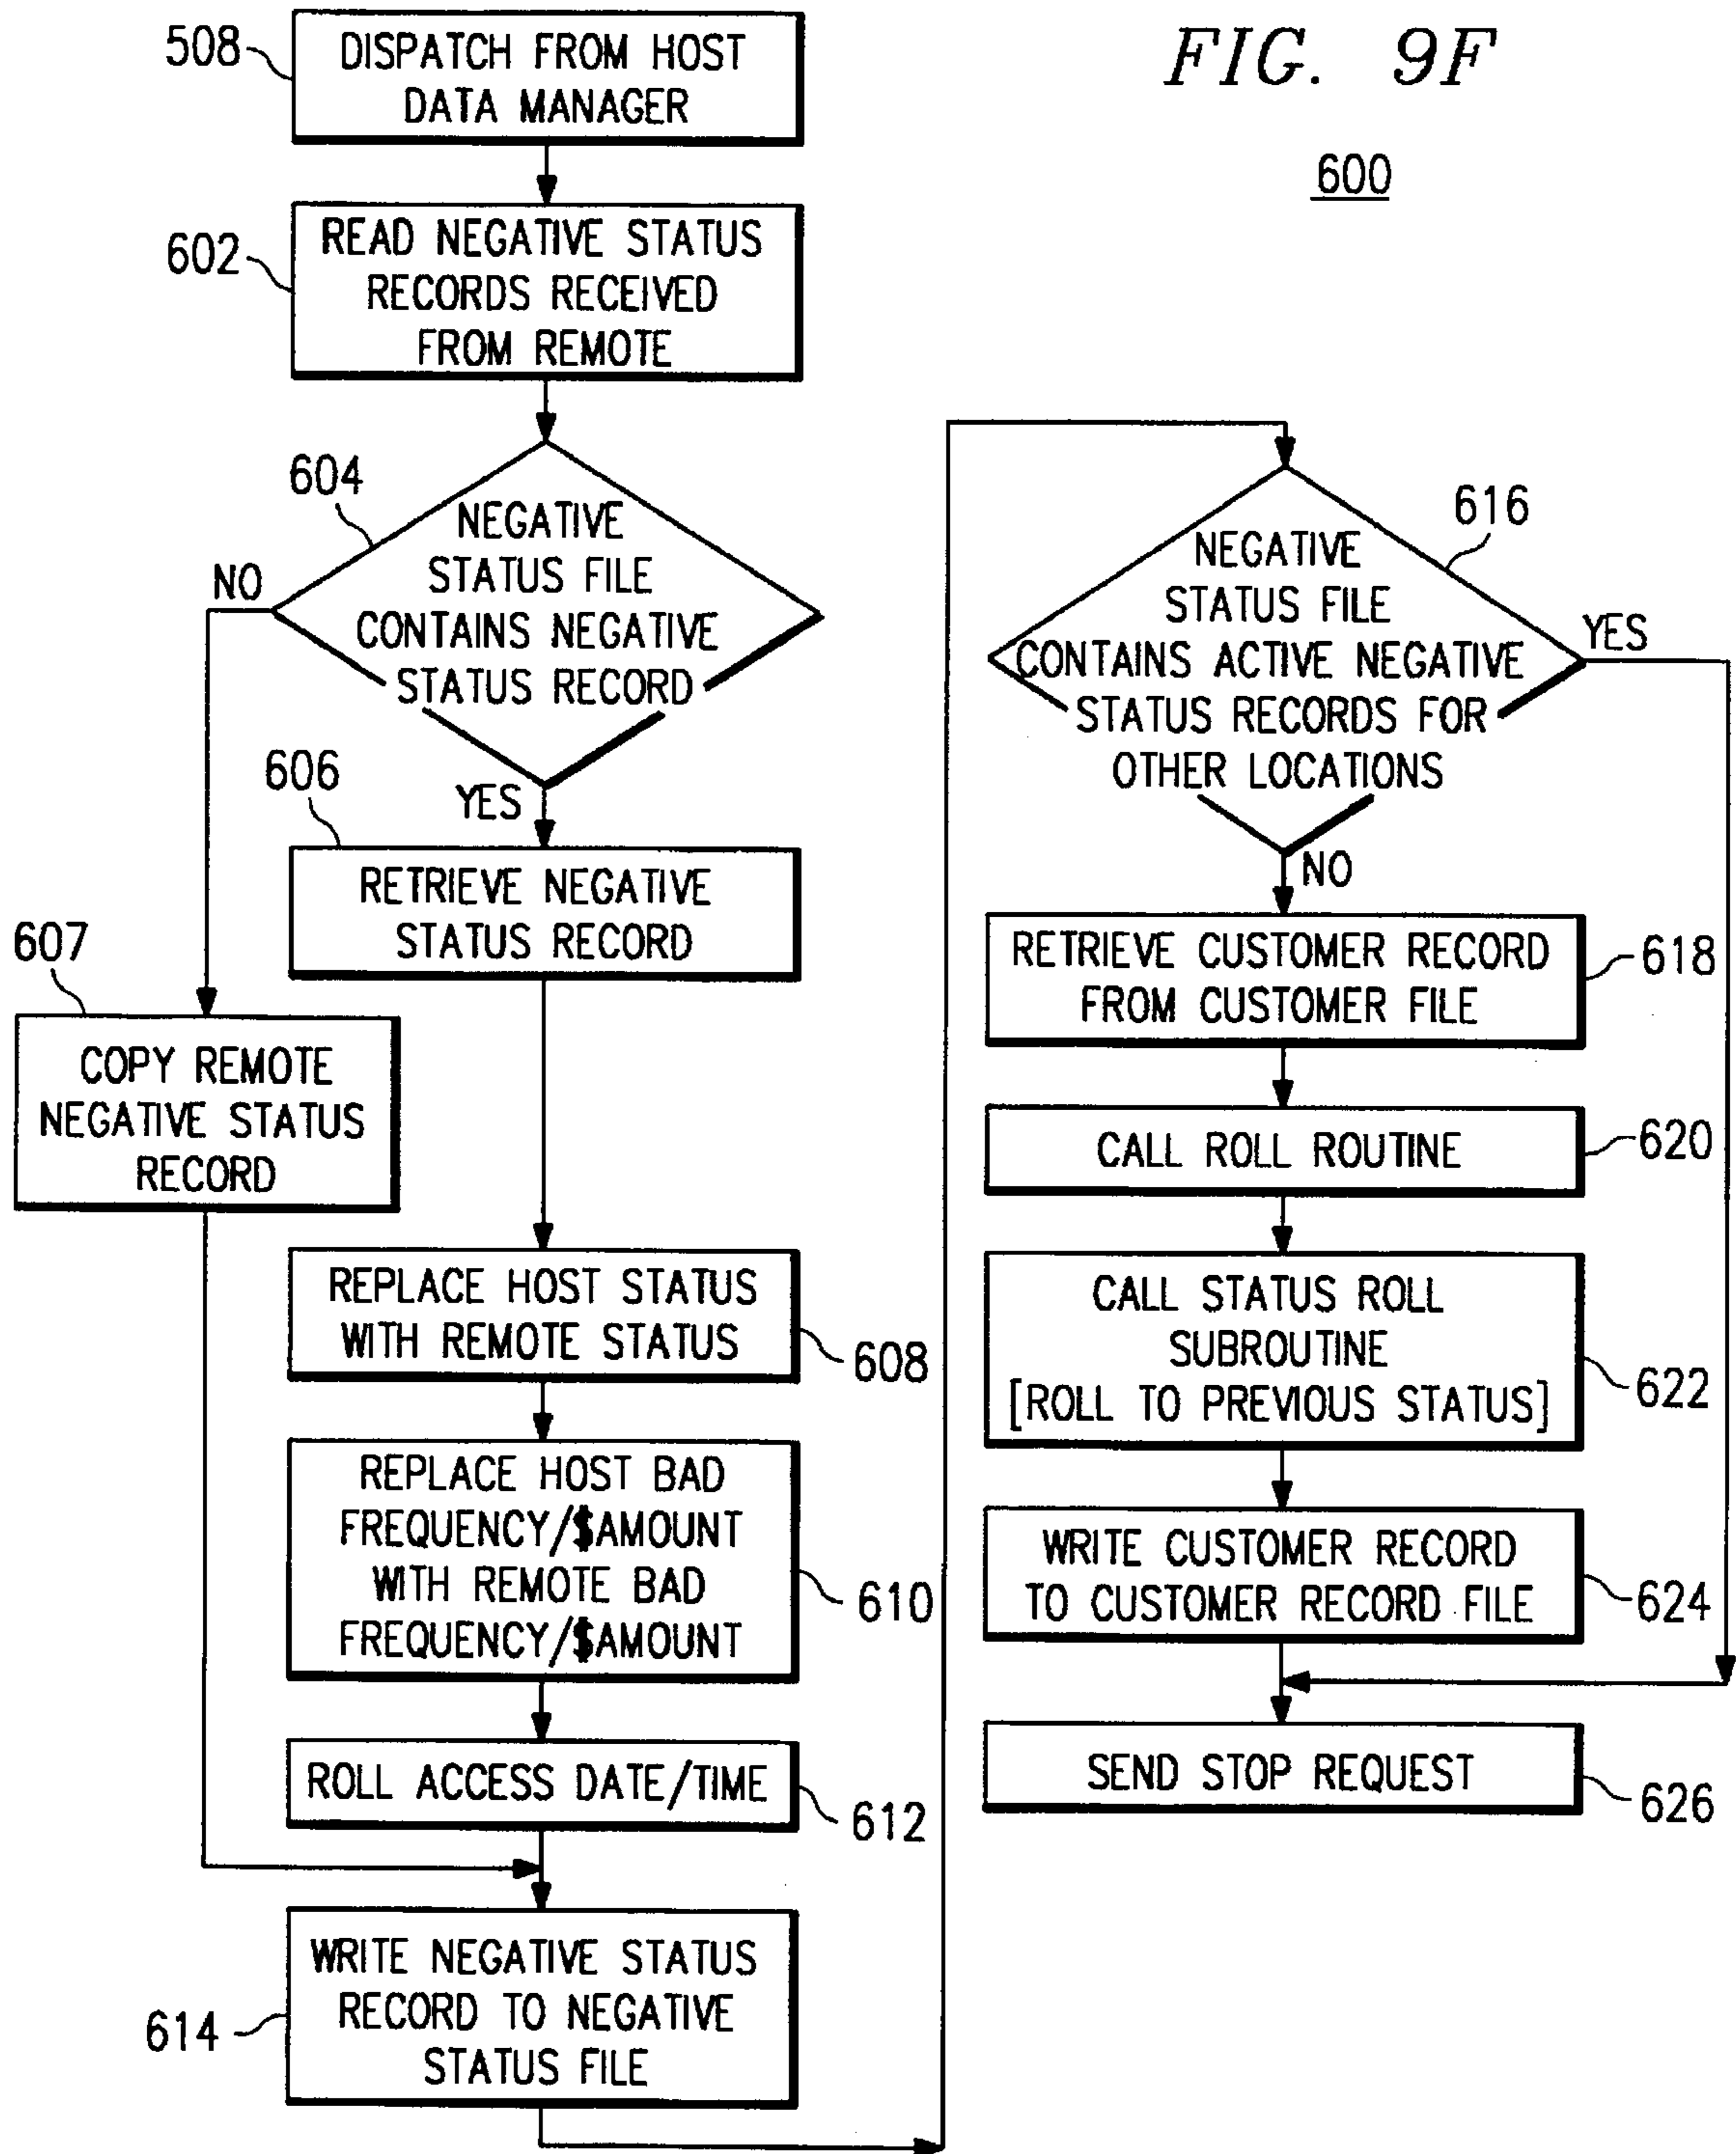 FIG. 9F
600
508
DISPATCH FROM HOST
DATA MANAGER
602
READ NEGATIVE STATUS
RECORDS RECEIVED
FROM REMOTE
604
NEGATIVE
STATUS FILE
CONTAINS NEGATIVE
STATUS RECORD
NO
YES
606
RETRIEVE NEGATIVE
STATUS RECORD
607
COPY REMOTE
NEGATIVE STATUS
RECORD
REPLACE HOST STATUS
WITH REMOTE STATUS
608
REPLACE HOST BAD
FREQUENCY/$AMOUNT
WITH REMOTE BAD
FREQUENCY/$AMOUNT
610
ROLL ACCESS DATE/TIME
612
WRITE NEGATIVE STATUS
RECORD TO NEGATIVE
STATUS FILE
614
616
NEGATIVE
STATUS FILE
CONTAINS ACTIVE NEGATIVE
STATUS RECORDS FOR
OTHER LOCATIONS
YES
NO
RETRIEVE CUSTOMER RECORD
FROM CUSTOMER FILE
618
CALL ROLL ROUTINE
620
CALL STATUS ROLL
SUBROUTINE
[ROLL TO PREVIOUS STATUS]
622
WRITE CUSTOMER RECORD
TO CUSTOMER RECORD FILE
624
SEND STOP REQUEST
626